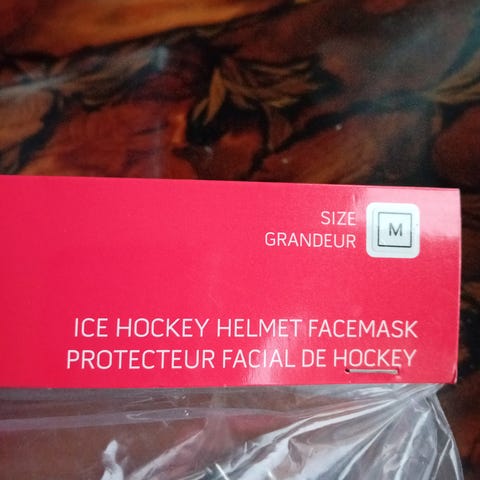 SIZE
GRANDEUR
M
ICE HOCKEY HELMET FACEMASK
PROTECTEUR FACIAL DE HOCKEY